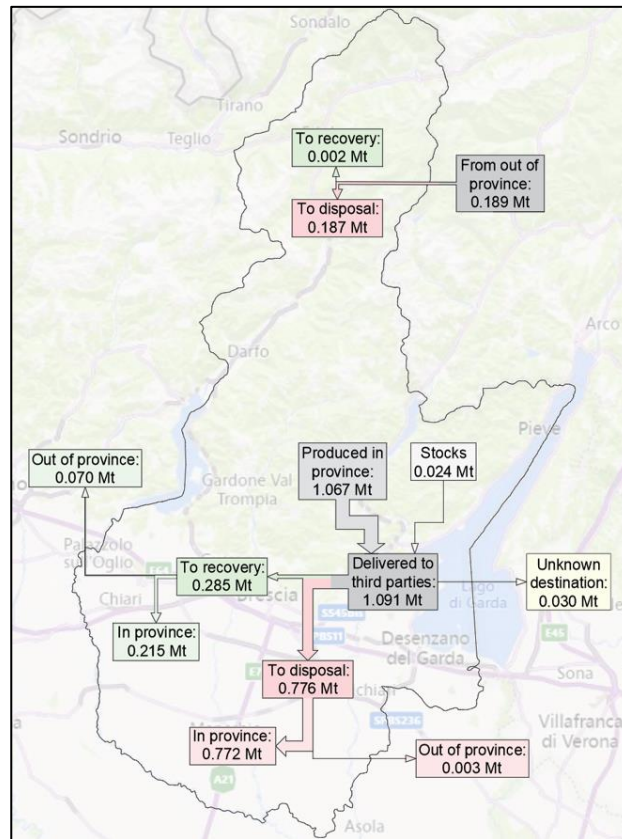 Sondalo
Tirano
Sondrio
Teglio
To recovery:
0.002 Mt
From out of
province:
0.189 Mt
To disposal:
0.187 Mt
Arco
Darfo
Pieve
Out of province:
0.070 Mt
Gardone Val
Trompia
Produced in
province:
1.067 Mt
Stocks
0.024 Mt
Palazzolo
sull'Oglio
E64
To recovery:
0.285 Mt
Delivered to
third parties:
1.091 Mt
Unknown
destination:
0.030 Mt
Lago
di Garda
Chiari
Brescia
SS45bis
PBS11
E45
In province:
0.215 Mt
Desenzano
del Garda
Sona
To disposal:
0.776 Mt
In province:
0.772 Mt
SPBS236
Villafranca
di Verona
Out of province:
0.003 Mt
A21
Asola